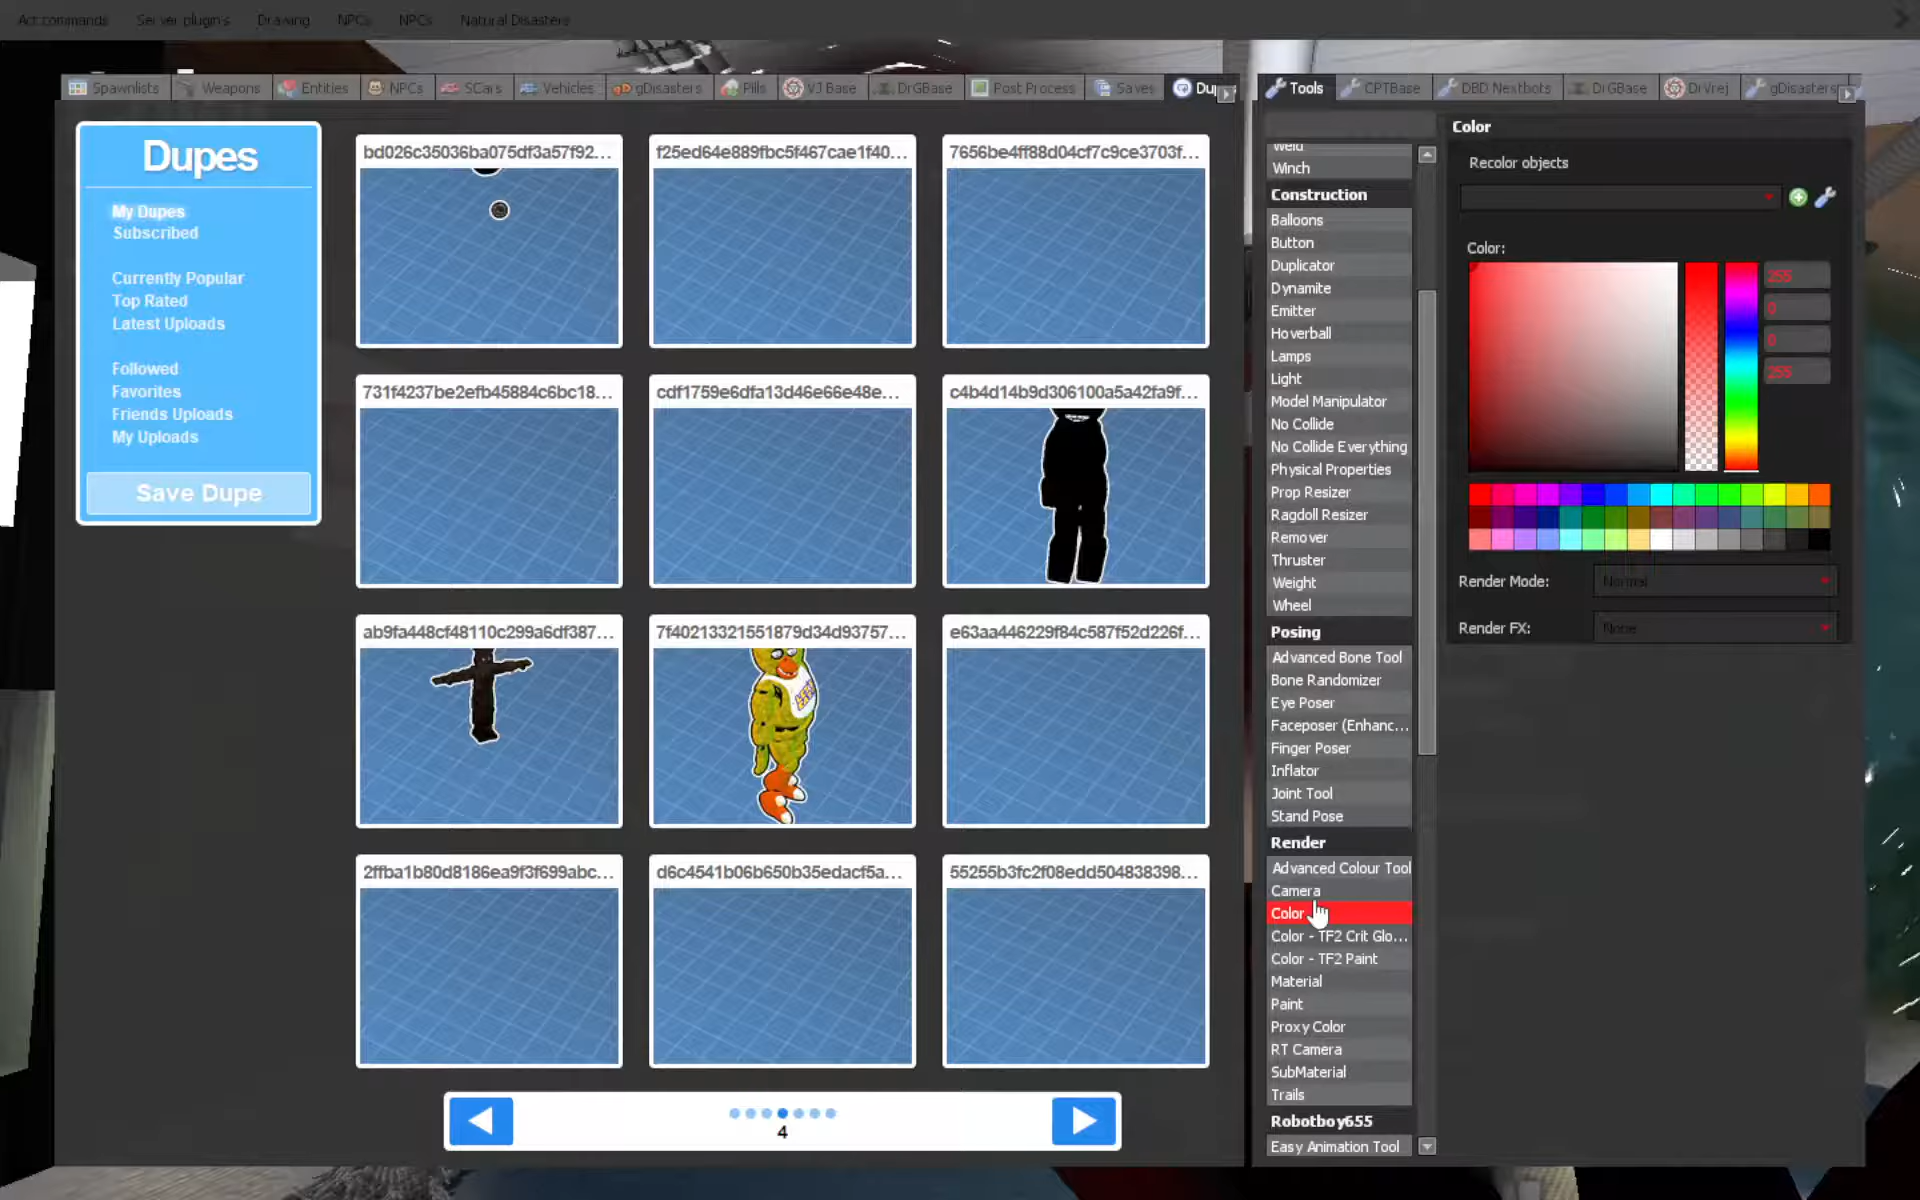 Act commands Server plugins Drawing NPCs NPCs Natural Disasters
Spawnlists Weapons Entities NPCs SCars Vehicles gDisasters Pills VJ Base DrGBase Post Process Saves
Tools CPTBase DBD Nextbots DrGBase DrVrej gDisasters
Dupes
My Dupes
Subscribed
Currently Popular
Top Rated
Latest Uploads
Followed
Favorites
Friends Uploads
My Uploads
Save Dupe
bd026c35036ba075df3a57f92...
f25ed64e889fbc5f467cae1f40...
7656be4ff88d04cf7c9ce3703f...
731f4237be2efb45884c6bc18...
cdf1759e6dfa13d46e66e48e...
c4b4d14b9d306100a5a42fa9f...
ab9fa448cf48110c299a6df387...
7f40213321551879d34d93757...
e63aa446229f84c587f52d226f...
2ffba1b80d8186ea9f3f699abc...
d6c4541b06b650b35edacf5a...
55255b3fc2f08edd504838398...
4
Weld
Winch
Construction
Balloons
Button
Duplicator
Dynamite
Emitter
Hoverball
Lamps
Light
Model Manipulator
No Collide
No Collide Everything
Physical Properties
Prop Resizer
Ragdoll Resizer
Remover
Thruster
Weight
Wheel
Posing
Advanced Bone Tool
Bone Randomizer
Eye Poser
Faceposer (Enhanc...
Finger Poser
Inflator
Joint Tool
Stand Pose
Render
Advanced Colour Tool
Camera
Color
Color - TF2 Crit Glo...
Color - TF2 Paint
Material
Paint
Proxy Color
RT Camera
SubMaterial
Trails
Robotboy655
Easy Animation Tool
Color
Recolor objects
Color:
255
0
0
255
Render Mode: Normal
Render FX: None